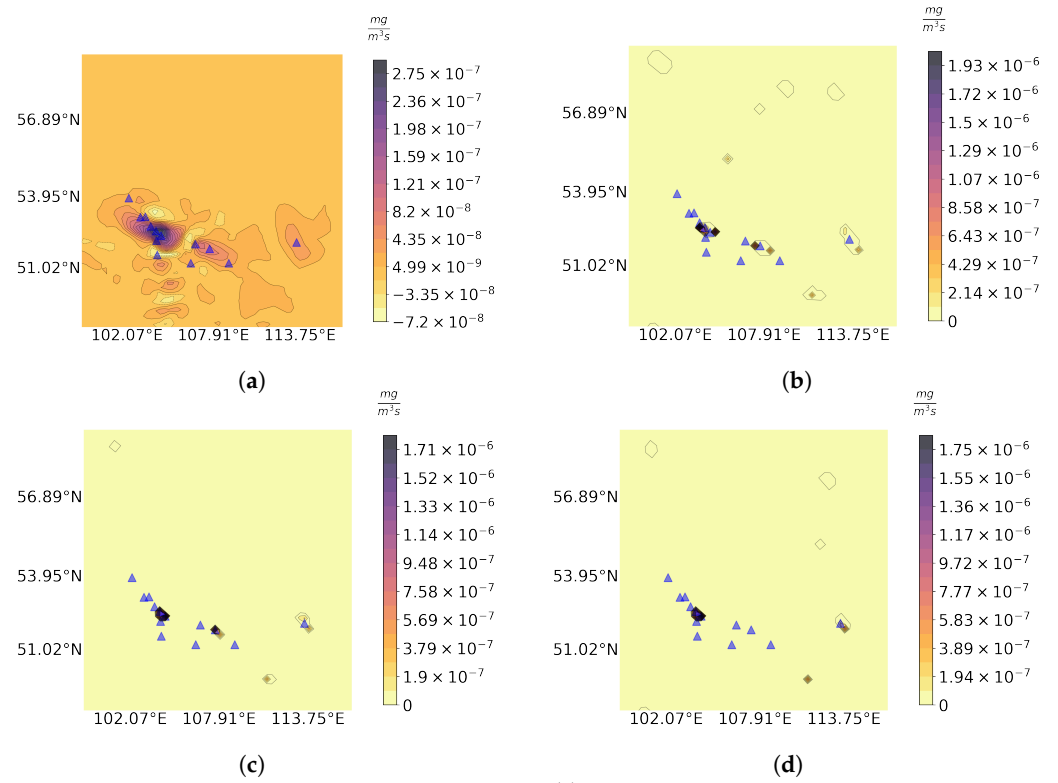 mg
m³s
56.89°N
53.95°N
51.02°N
102.07°E 107.91°E 113.75°E
2.75 × 10⁻⁷
2.36 × 10⁻⁷
1.98 × 10⁻⁷
1.59 × 10⁻⁷
1.21 × 10⁻⁷
8.2 × 10⁻⁸
4.35 × 10⁻⁸
4.99 × 10⁻⁹
−3.35 × 10⁻⁸
−7.2 × 10⁻⁸
(a)
mg
m³s
56.89°N
53.95°N
51.02°N
102.07°E 107.91°E 113.75°E
1.93 × 10⁻⁶
1.72 × 10⁻⁶
1.5 × 10⁻⁶
1.29 × 10⁻⁶
1.07 × 10⁻⁶
8.58 × 10⁻⁷
6.43 × 10⁻⁷
4.29 × 10⁻⁷
2.14 × 10⁻⁷
0
(b)
mg
m³s
56.89°N
53.95°N
51.02°N
102.07°E 107.91°E 113.75°E
1.71 × 10⁻⁶
1.52 × 10⁻⁶
1.33 × 10⁻⁶
1.14 × 10⁻⁶
9.48 × 10⁻⁷
7.58 × 10⁻⁷
5.69 × 10⁻⁷
3.79 × 10⁻⁷
1.9 × 10⁻⁷
0
(c)
mg
m³s
56.89°N
53.95°N
51.02°N
102.07°E 107.91°E 113.75°E
1.75 × 10⁻⁶
1.55 × 10⁻⁶
1.36 × 10⁻⁶
1.17 × 10⁻⁶
9.72 × 10⁻⁷
7.77 × 10⁻⁷
5.83 × 10⁻⁷
3.89 × 10⁻⁷
1.94 × 10⁻⁷
0
(d)